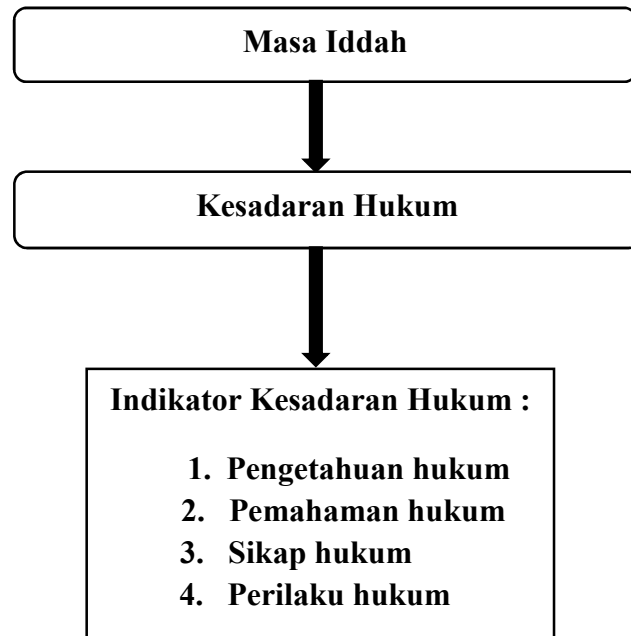 Masa Iddah
Kesadaran Hukum
Indikator Kesadaran Hukum :
1. Pengetahuan hukum
2. Pemahaman hukum
3. Sikap hukum
4. Perilaku hukum